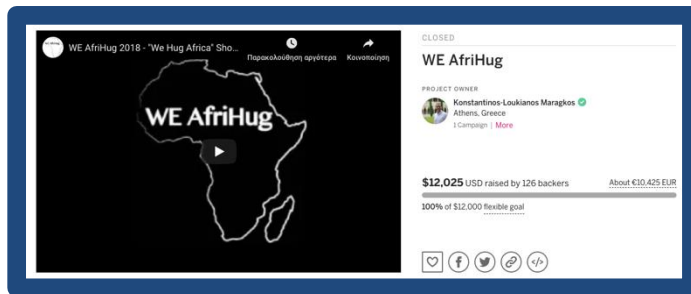 WE AfriHug 2018 - "We Hug Africa" Sho...
Παρακολούθηση αργότερα
Κοινοποίηση
WE AfriHug
CLOSED
WE AfriHug
PROJECT OWNER
Konstantinos-Loukianos Maragkos
Athens, Greece
1 Campaign | More
$12,025 USD raised by 126 backers
About €10,425 EUR
100% of $12,000 flexible goal